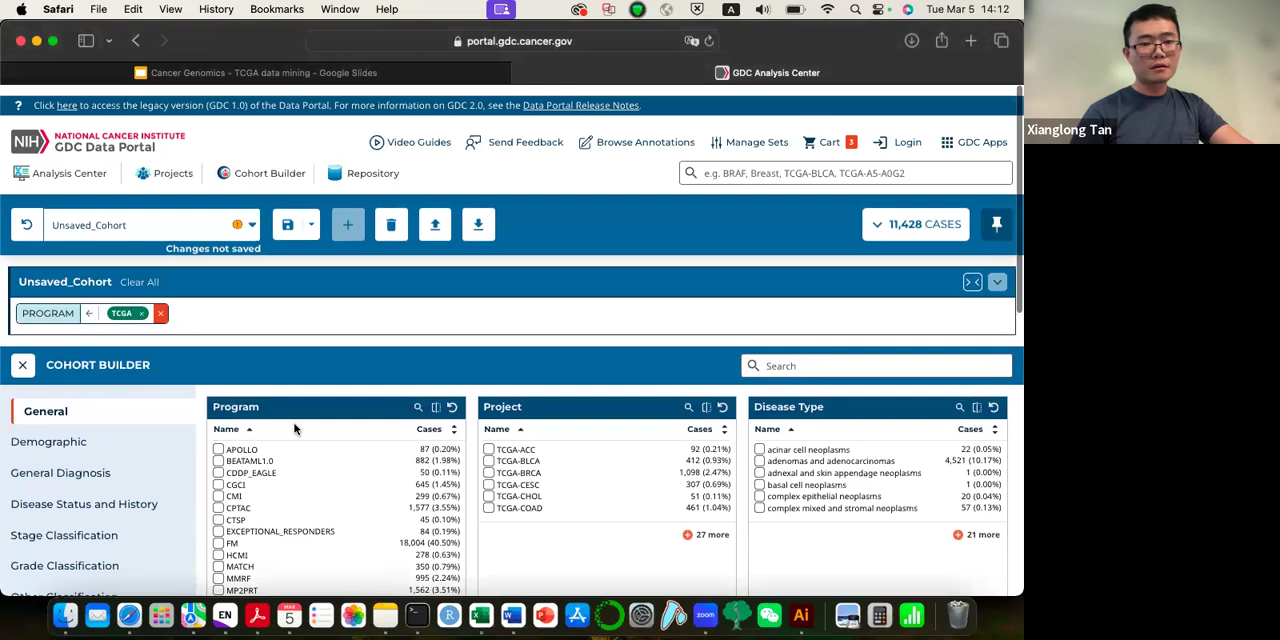 Safari File Edit View History Bookmarks Window Help A Tue Mar 5 14:12
portal.gdc.cancer.gov
Cancer Genomics - TCGA data mining - Google Slides GDC Analysis Center
? Click here to access the legacy version (GDC 1.0) of the Data Portal. For more information on GDC 2.0, see the Data Portal Release Notes.
NIH NATIONAL CANCER INSTITUTE
GDC Data Portal
Video Guides Send Feedback Browse Annotations Manage Sets Cart 3 Login GDC Apps
Analysis Center Projects Cohort Builder Repository
e.g. BRAF, Breast, TCGA-BLCA, TCGA-A5-A0G2
Unsaved_Cohort
11,428 CASES
Changes not saved
Unsaved_Cohort Clear All
PROGRAM TCGA
COHORT BUILDER
Search
General
Demographic
General Diagnosis
Disease Status and History
Stage Classification
Grade Classification
Program
Name Cases
APOLLO 87 (0.20%)
BEATAML1.0 882 (1.98%)
CDDP_EAGLE 50 (0.11%)
CGCI 645 (1.45%)
CMI 299 (0.67%)
CPTAC 1,577 (3.55%)
CTSP 45 (0.10%)
EXCEPTIONAL_RESPONDERS 84 (0.19%)
FM 18,004 (40.50%)
HCMI 278 (0.63%)
MATCH 350 (0.79%)
MMRF 995 (2.24%)
MP2PRT 1,562 (3.51%)
Project
Name Cases
TCGA-ACC 92 (0.21%)
TCGA-BLCA 412 (0.93%)
TCGA-BRCA 1,098 (2.47%)
TCGA-CESC 307 (0.69%)
TCGA-CHOL 51 (0.11%)
TCGA-COAD 461 (1.04%)
27 more
Disease Type
Name Cases
acinar cell neoplasms 22 (0.05%)
adenomas and adenocarcinomas 4,521 (10.17%)
adnexal and skin appendage neoplasms 1 (0.00%)
basal cell neoplasms 1 (0.00%)
complex epithelial neoplasms 20 (0.04%)
complex mixed and stromal neoplasms 57 (0.13%)
21 more
Xianglong Tan
MAR
5
EN
R
zoom
Ai